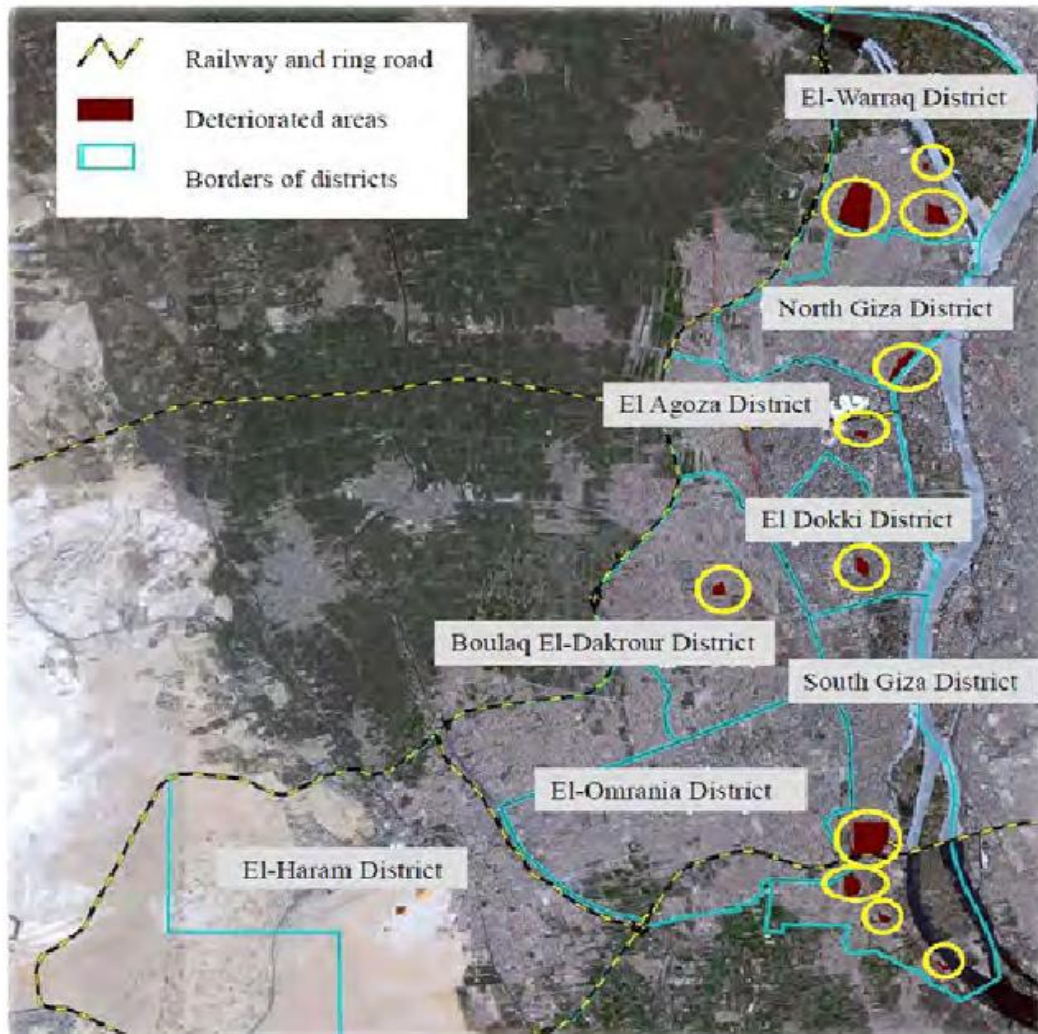 Railway and ring road
Deteriorated areas
Borders of districts
El-Warraq District
North Giza District
El Agoza District
El Dokki District
Boulaq El-Dakrour District
South Giza District
El-Omrania District
El-Haram District